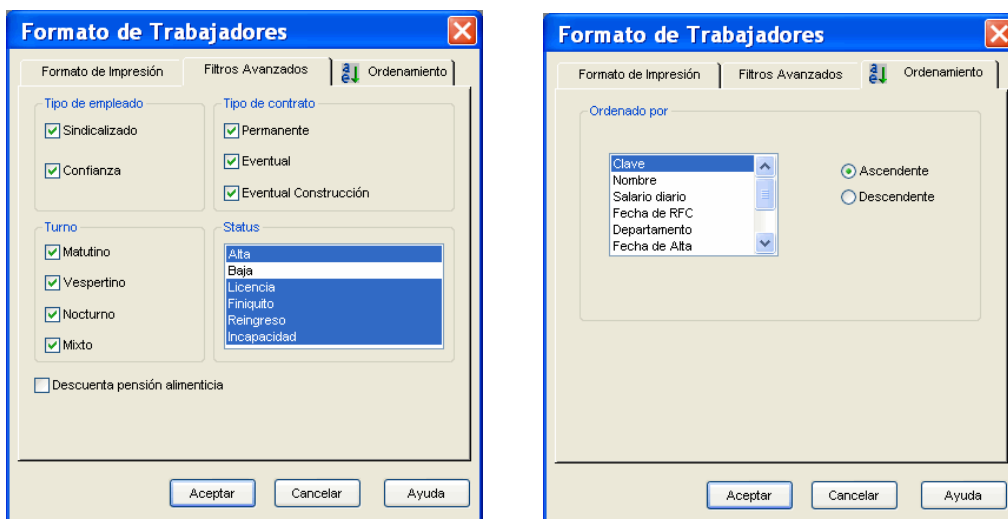 Formato de Trabajadores
Formato de Impresión
Filtros Avanzados
Ordenamiento
Tipo de empleado
Sindicalizado
Confianza
Tipo de contrato
Permanente
Eventual
Eventual Construcción
Turno
Matutino
Vespertino
Nocturno
Mixto
Status
Alta
Baja
Licencia
Finiquito
Reingreso
Incapacidad
Descuenta pensión alimenticia
Aceptar
Cancelar
Ayuda
Formato de Trabajadores
Formato de Impresión
Filtros Avanzados
Ordenamiento
Ordenado por
Clave
Nombre
Salario diario
Fecha de RFC
Departamento
Fecha de Alta
Ascendente
Descendente
Aceptar
Cancelar
Ayuda